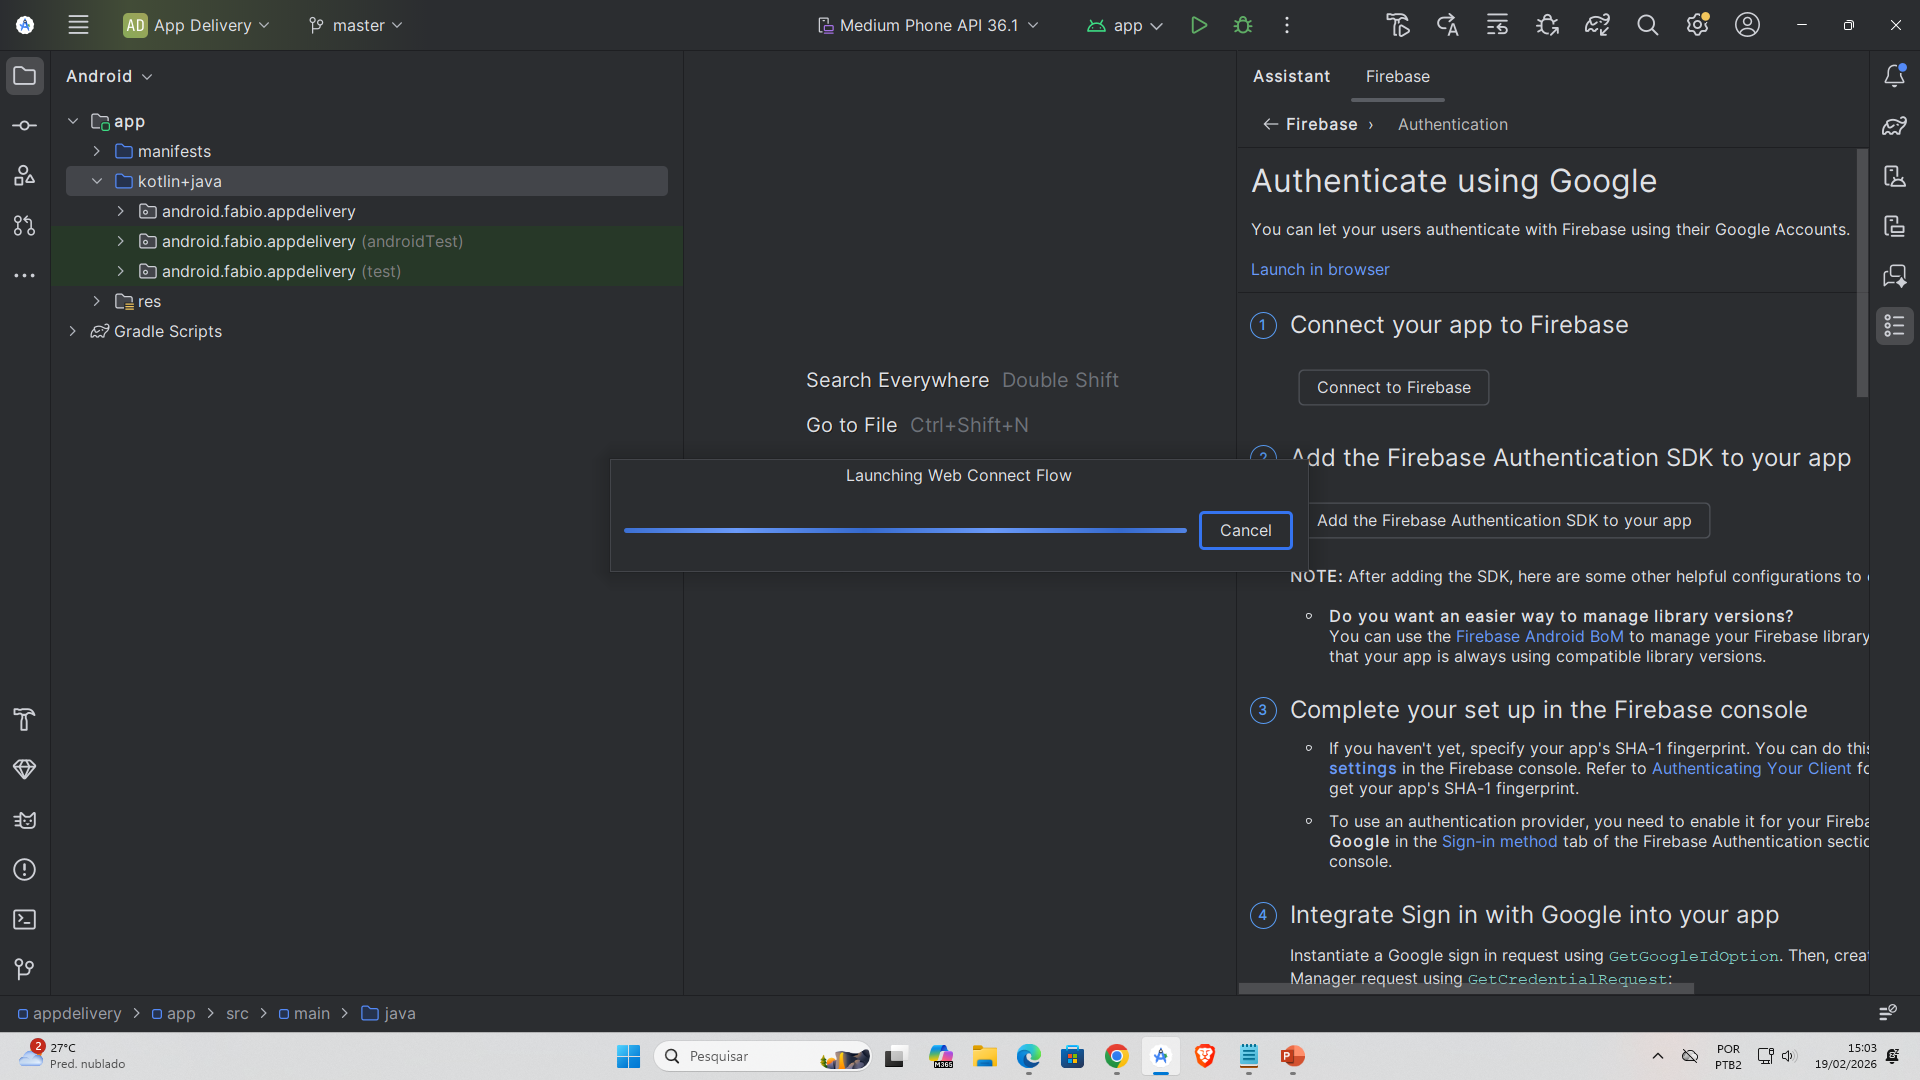 AD App Delivery
master
Medium Phone API 36.1
app
Android
app
manifests
kotlin+java
android.fabio.appdelivery
android.fabio.appdelivery (androidTest)
android.fabio.appdelivery (test)
res
Gradle Scripts
Search Everywhere Double Shift
Go to File Ctrl+Shift+N
Launching Web Connect Flow
Cancel
Assistant Firebase
Firebase › Authentication
Authenticate using Google
You can let your users authenticate with Firebase using their Google Accounts.
Launch in browser
1 Connect your app to Firebase
Connect to Firebase
2 Add the Firebase Authentication SDK to your app
Add the Firebase Authentication SDK to your app
NOTE: After adding the SDK, here are some other helpful configurations to
Do you want an easier way to manage library versions?
You can use the Firebase Android BoM to manage your Firebase library
that your app is always using compatible library versions.
3 Complete your set up in the Firebase console
If you haven't yet, specify your app's SHA-1 fingerprint. You can do this
settings in the Firebase console. Refer to Authenticating Your Client fo
get your app's SHA-1 fingerprint.
To use an authentication provider, you need to enable it for your Fireba
Google in the Sign-in method tab of the Firebase Authentication sectio
console.
4 Integrate Sign in with Google into your app
Instantiate a Google sign in request using GetGoogleIdOption. Then, creat
Manager request using GetCredentialRequest:
appdelivery > app > src > main > java
2
27°C
Pred. nublado
Pesquisar
M365
POR
PTB2
15:03
19/02/2026